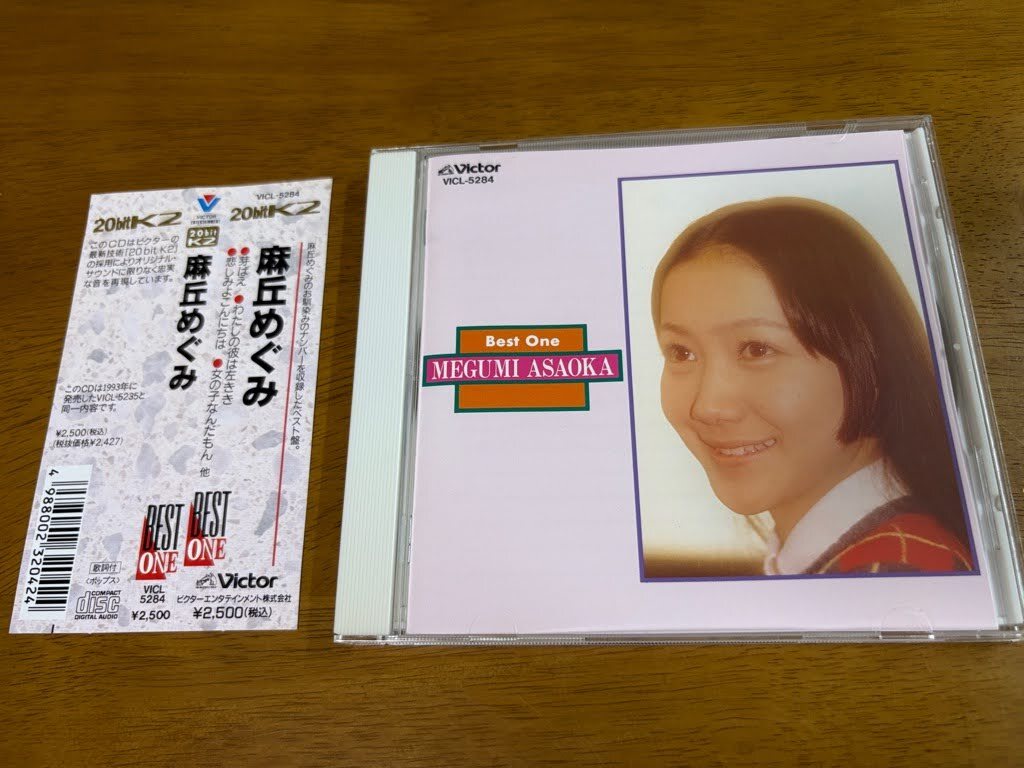 20bit K2
このCDはビクターの
最新技術「20bit K2」
の採用によりオリジナル・
サウンドに限りなく忠実
な音を再現しています。
このCDは1993年に
発売したVICL-5235と
同一内容です。
¥2,500(税込)
(税抜価格¥2,427)
4988002320424
歌詞付
〈ポップス〉
COMPACT
disc
DIGITAL AUDIO
VICTOR
ENTERTAINMENT
20bit
K2
麻丘めぐみ
BEST
ONE
VICL
5284
¥2,500
VICL-5284
20bit K2
麻丘めぐみのお馴染みのナンバーを収録したベスト盤。
麻丘めぐみ
●芽ばえ ●わたしの彼は左きき
●悲しみよこんにちは ●女の子なんだもん 他
BEST
ONE
Victor
ビクターエンタテインメント株式会社
¥2,500(税込)
Victor
VICL-5284
Best One
MEGUMI ASAOKA